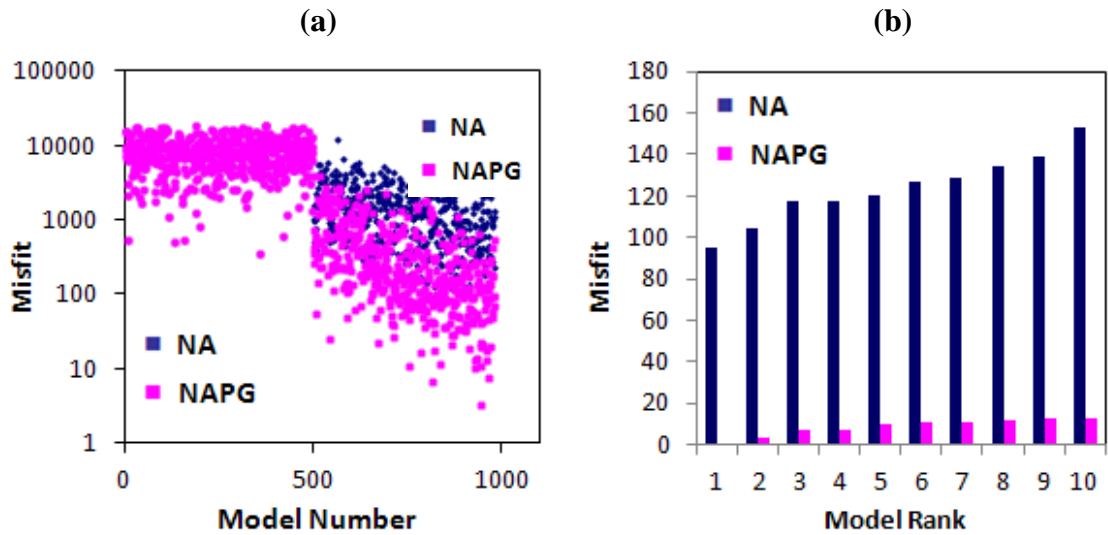 (a)
100000
10000
1000
100
10
1
Misfit
NA
NAPG
NA
NAPG
0 500 1000
Model Number
(b)
180
160
140
120
100
80
60
40
20
0
Misfit
NA
NAPG
1 2 3 4 5 6 7 8 9 10
Model Rank